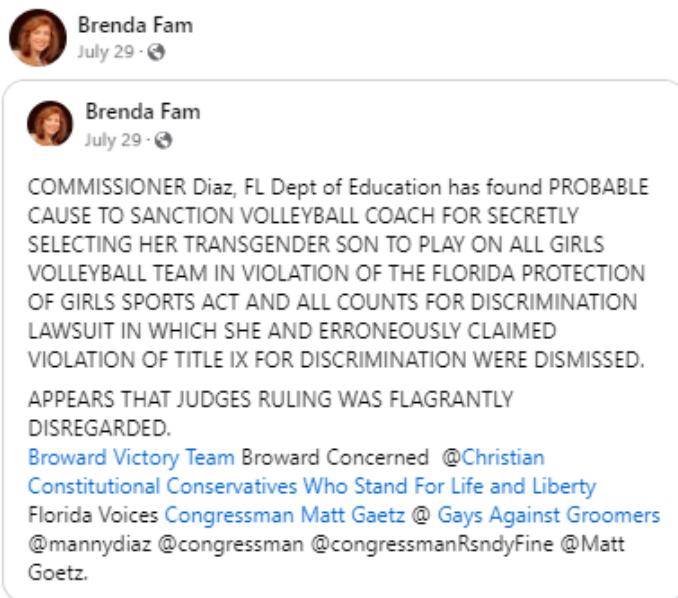 Brenda Fam
July 29 ·
Brenda Fam
July 29 ·
COMMISSIONER Diaz, FL Dept of Education has found PROBABLE
CAUSE TO SANCTION VOLLEYBALL COACH FOR SECRETLY
SELECTING HER TRANSGENDER SON TO PLAY ON ALL GIRLS
VOLLEYBALL TEAM IN VIOLATION OF THE FLORIDA PROTECTION
OF GIRLS SPORTS ACT AND ALL COUNTS FOR DISCRIMINATION
LAWSUIT IN WHICH SHE AND ERRONEOUSLY CLAIMED
VIOLATION OF TITLE IX FOR DISCRIMINATION WERE DISMISSED.
APPEARS THAT JUDGES RULING WAS FLAGRANTLY
DISREGARDED.
Broward Victory Team Broward Concerned @Christian
Constitutional Conservatives Who Stand For Life and Liberty
Florida Voices Congressman Matt Gaetz @ Gays Against Groomers
@mannydiaz @congressman @congressmanRsndyFine @Matt
Goetz.